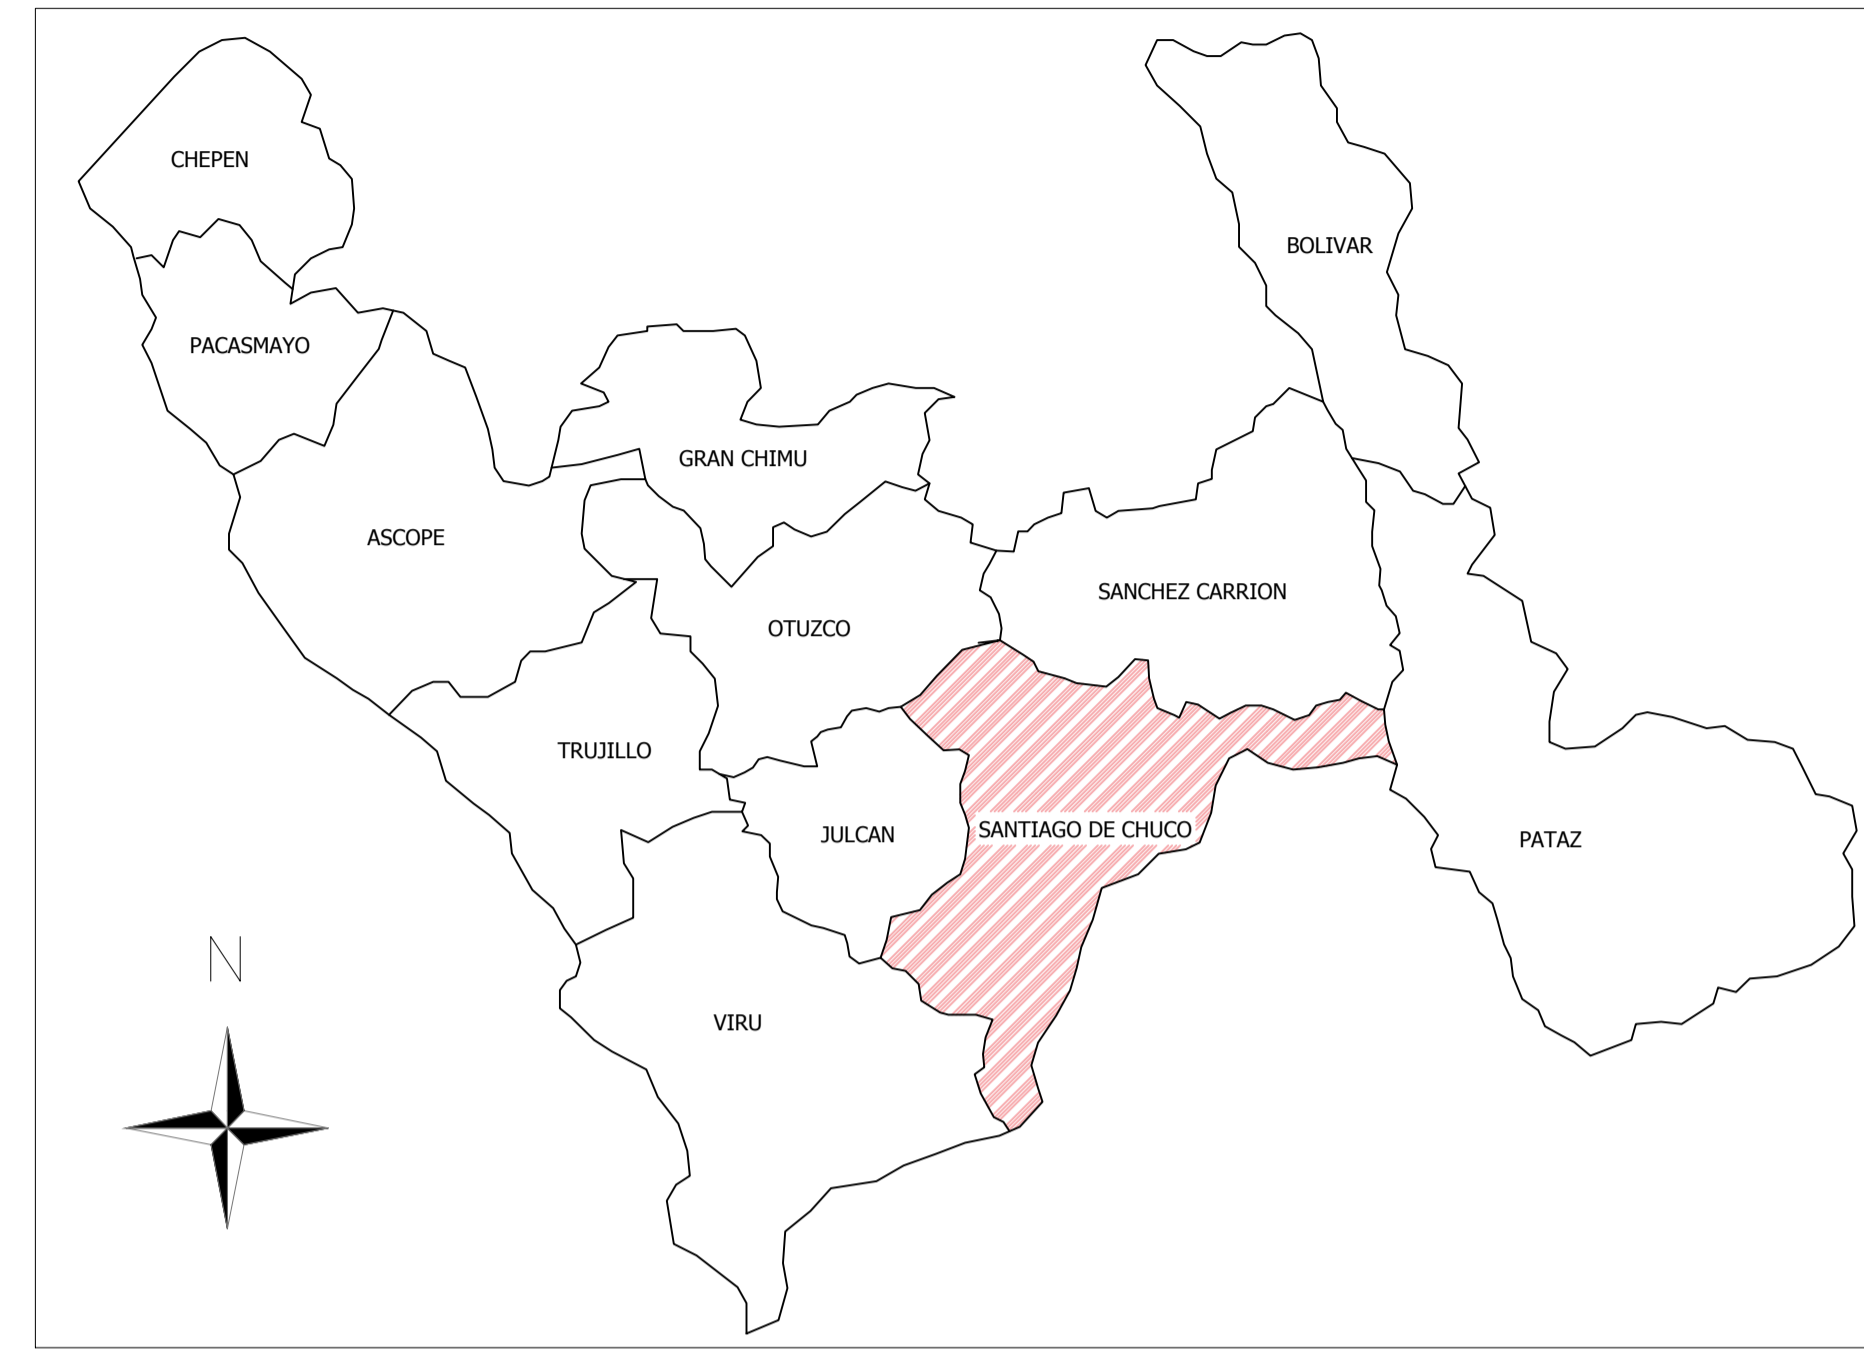 CHEPEN
BOLIVAR
PACASMAYO
GRAN CHIMU
ASCOPE
SANCHEZ CARRION
OTUZCO
TRUJILLO
JULCAN
SANTIAGO DE CHUCO
PATAZ
N
VIRU